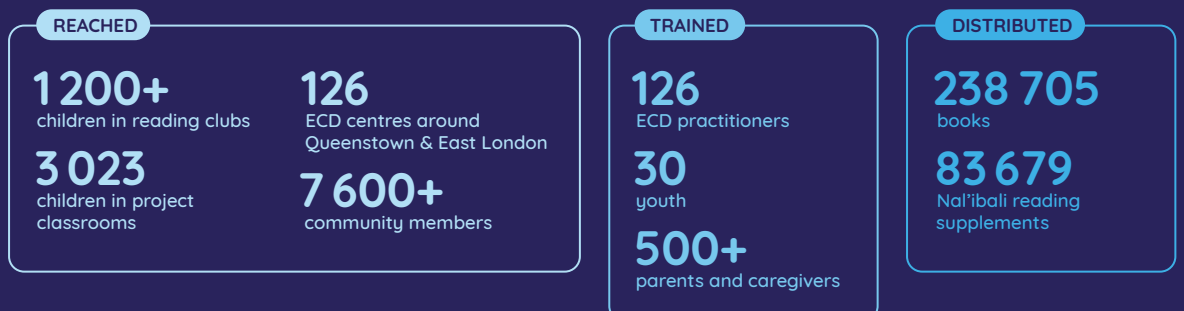 REACHED
1 200+
children in reading clubs
3 023
children in project
classrooms
126
ECD centres around
Queenstown & East London
7 600+
community members
TRAINED
126
ECD practitioners
30
youth
500+
parents and caregivers
DISTRIBUTED
238 705
books
83 679
Nal’ibali reading
supplements